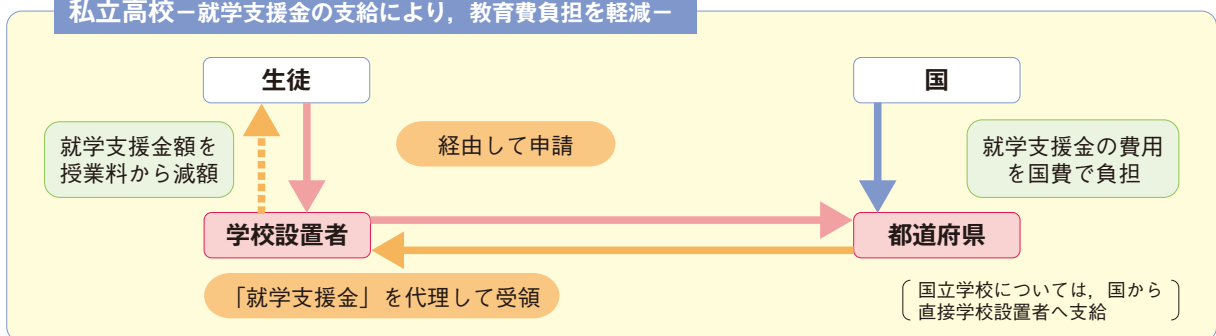 私立高校－就学支援金の支給により，教育費負担を軽減－
生徒
国
就学支援金額を
授業料から減額
経由して申請
就学支援金の費用
を国費で負担
学校設置者
都道府県
「就学支援金」を代理して受領
国立学校については，国から
直接学校設置者へ支給